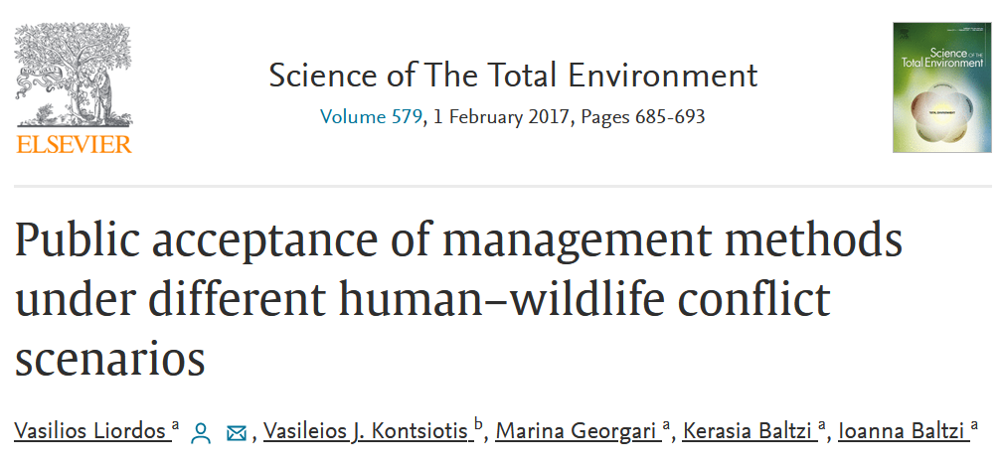 ELSEVIER
Science of The Total Environment
Volume 579, 1 February 2017, Pages 685-693
Science OF THE
Total Environment
TOTAL ENVIRONMENT
Public acceptance of management methods
under different human–wildlife conflict
scenarios
Vasilios Liordos a, Vasileios J. Kontsiotis b, Marina Georgari a, Kerasia Baltzi a, Ioanna Baltzi a